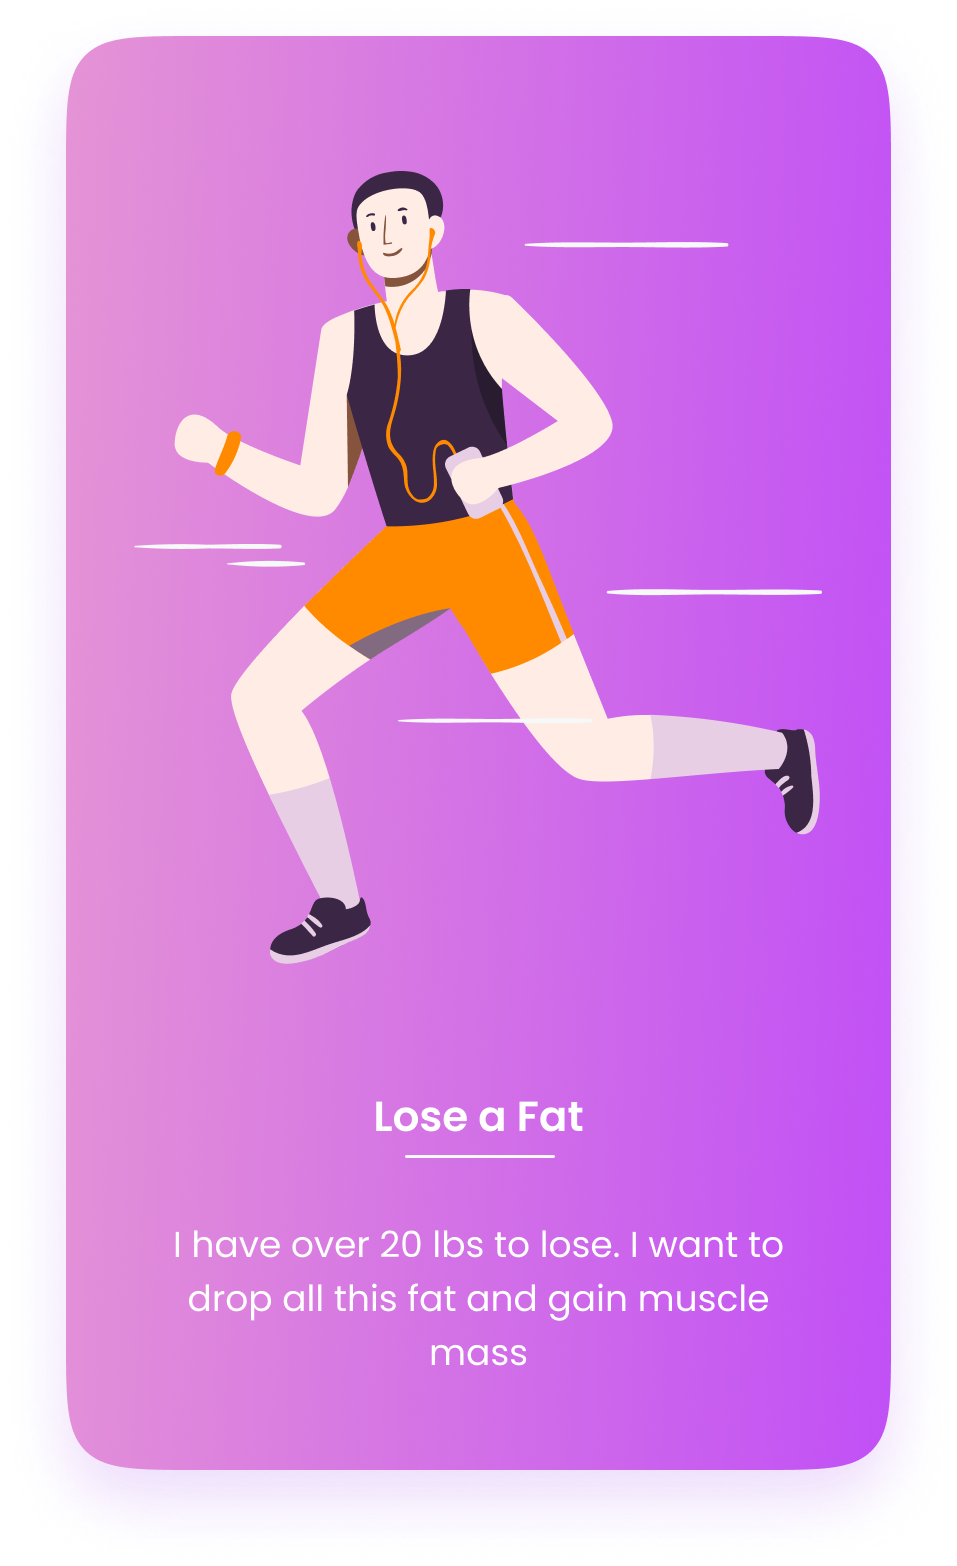 Lose a Fat
I have over 20 lbs to lose. I want to
drop all this fat and gain muscle
mass